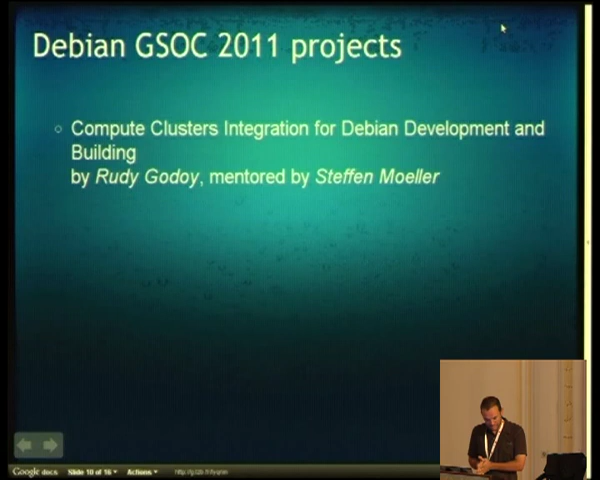 Debian GSOC 2011 projects
Compute Clusters Integration for Debian Development and
Building
by Rudy Godoy, mentored by Steffen Moeller
Google docs Slide 10 of 16 Actions